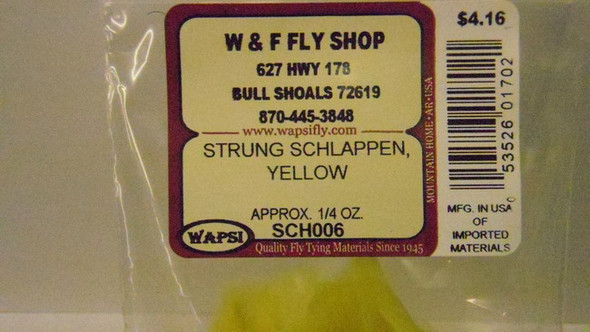 W & F FLY SHOP
627 HWY 178
BULL SHOALS 72619
870-445-3848
www.wapsifly.com
STRUNG SCHLAPPEN,
YELLOW
APPROX. 1/4 OZ.
SCH006
WAPSI
Quality Fly Tying Materials Since 1945
MOUNTAIN HOME · AR · USA
$4.16
53526 01702
MFG. IN USA
OF
IMPORTED
MATERIALS